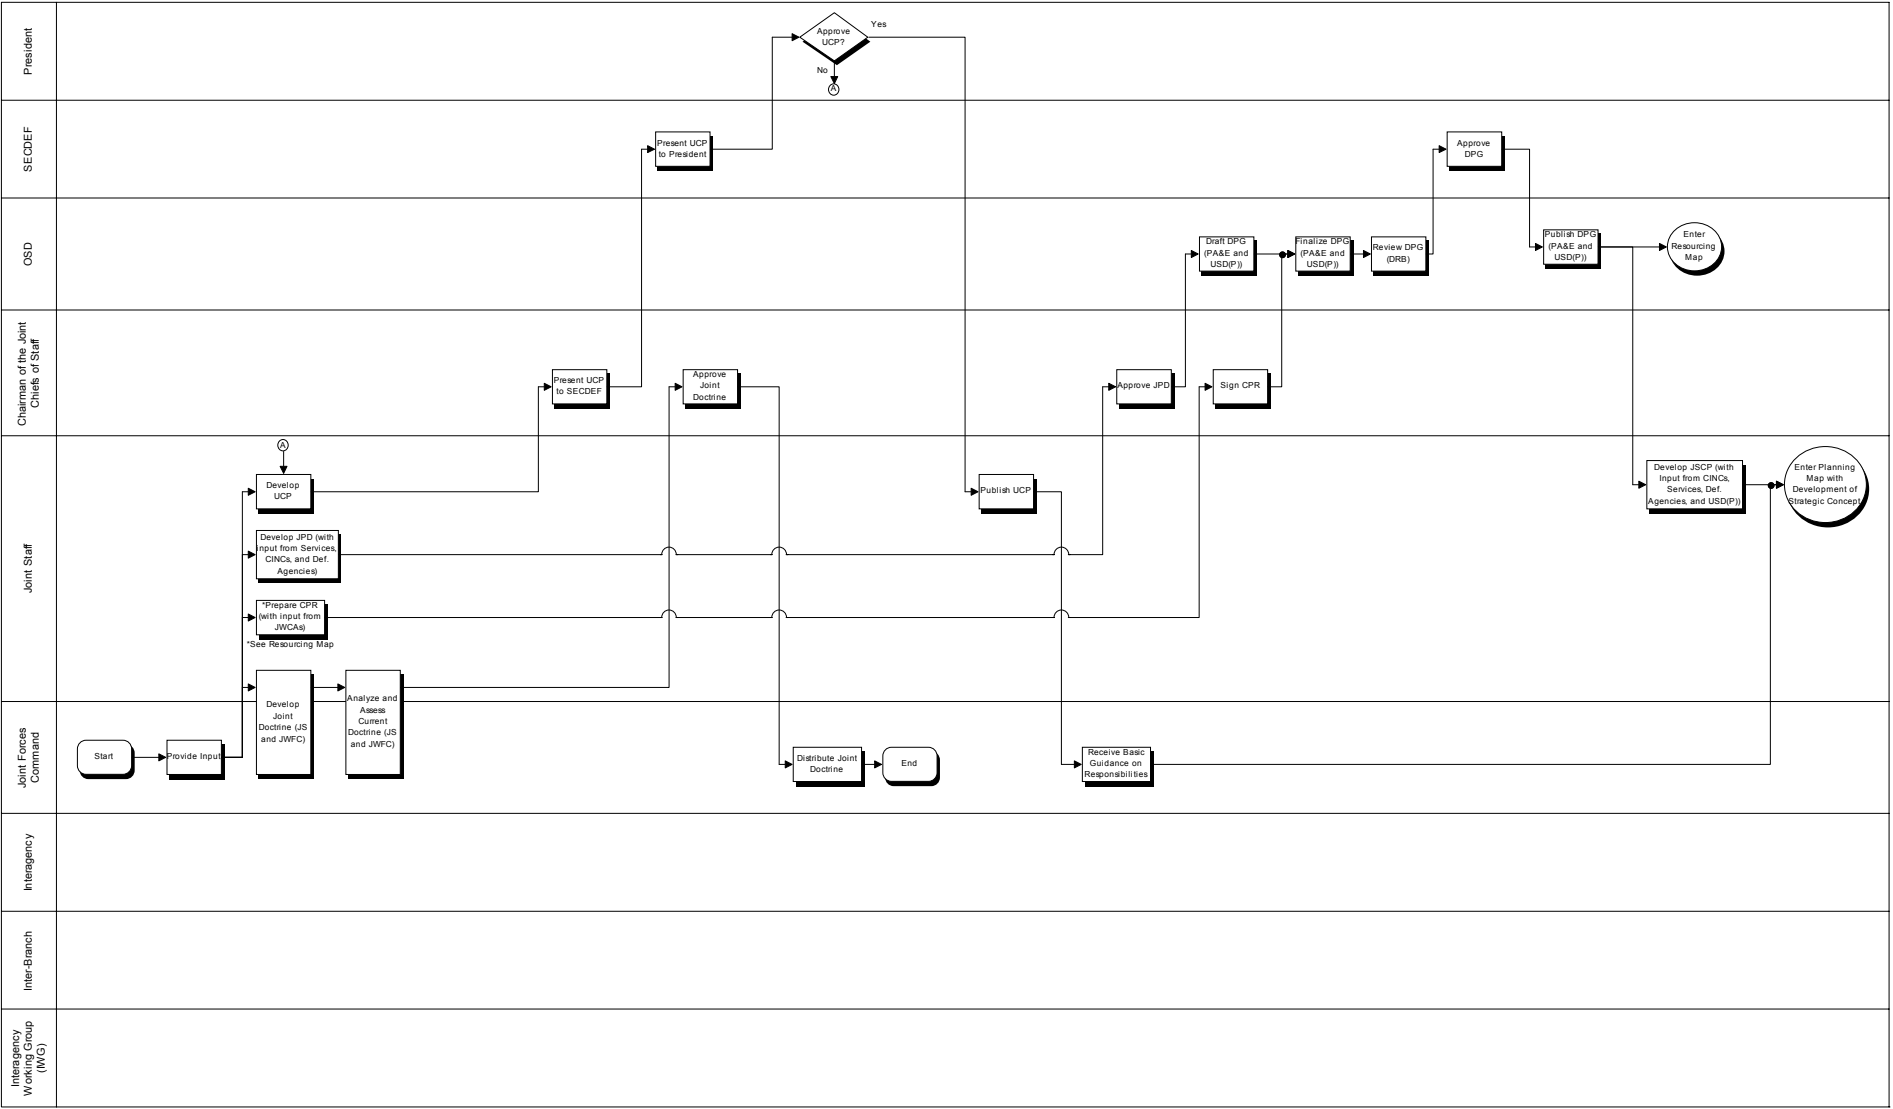 President
Approve
UCP?
Yes
No
A
SECDEF
Present UCP
to President
Approve
DPG
OSD
Draft DPG
(PA&E and
USD(P))
Finalize DPG
(PA&E and
USD(P))
Review DPG
(DRB)
Publish DPG
(PA&E and
USD(P))
Enter
Resourcing
Map
Chairman of the Joint
Chiefs of Staff
Present UCP
to SECDEF
Approve
Joint
Doctrine
Approve JPD
Sign CPR
Joint Staff
A
Develop
UCP
Publish UCP
Develop JSCP (with
Input from CINCs,
Services, Def.
Agencies, and USD(P))
Enter Planning
Map with
Development of
Strategic Concept
Develop JPD (with
input from Services,
CINCs, and Def.
Agencies)
*Prepare CPR
(with input from
JWCAs)
*See Resourcing Map
Develop
Joint
Doctrine (JS
and JWFC)
Analyze and
Assess
Current
Doctrine (JS
and JWFC)
Joint Forces
Command
Start
Provide Input
Distribute Joint
Doctrine
End
Receive Basic
Guidance on
Responsibilities
Interagency
Inter-Branch
Interagency
Working Group
(IWG)